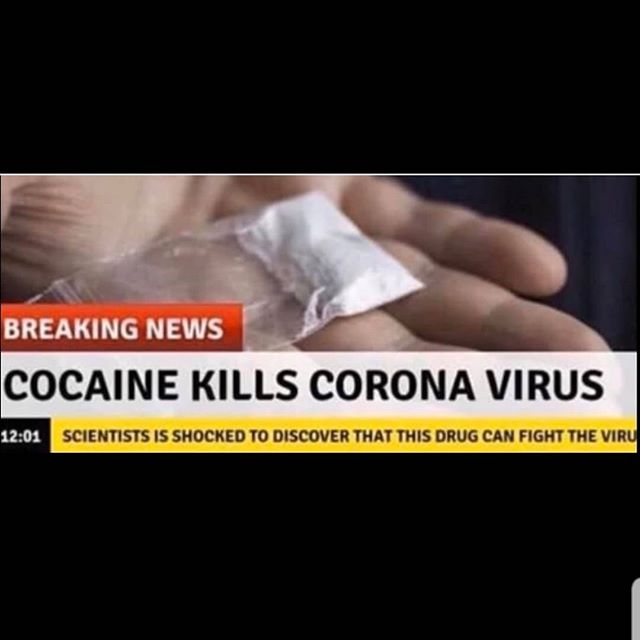 BREAKING NEWS
COCAINE KILLS CORONA VIRUS
12:01 SCIENTISTS IS SHOCKED TO DISCOVER THAT THIS DRUG CAN FIGHT THE VIRU